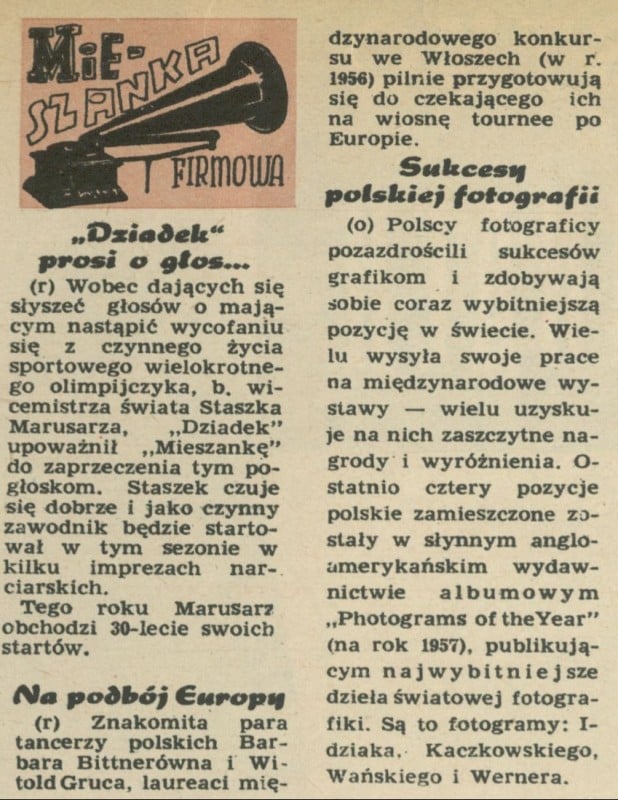 MIE-
SZANKA
FIRMOWA
„Dziadek“
prosi o głos...
(r) Wobec dających się
słyszeć głosów o mają-
cym nastąpić wycofaniu
się z czynnego życia
sportowego wielokrotne-
go olimpijczyka, b. wi-
cemistrza świata Staszka
Marusarza, „Dziadek”
upoważnił „Mieszankę”
do zaprzeczenia tym po-
głoskom. Staszek czuje
się dobrze i jako czynny
zawodnik będzie starto-
wał w tym sezonie w
kilku imprezach nar-
ciarskich.
Tego roku Marusarz
obchodzi 30-lecie swoich
startów.
Na podbój Europy
(r) Znakomita para
tancerzy polskich Bar-
bara Bittnerówna i Wi-
told Gruca, laureaci mię-
dzynarodowego konkur-
su we Włoszech (w r.
1956) pilnie przygotowują
się do czekającego ich
na wiosnę tournee po
Europie.
Sukcesy
polskiej fotografii
(o) Polscy fotograficy
pozazdrościli sukcesów
grafikom i zdobywają
sobie coraz wybitniejszą
pozycję w świecie. Wie-
lu wysyła swoje prace
na międzynarodowe wy-
stawy — wielu uzysku-
je na nich zaszczytne na-
grody i wyróżnienia. O-
statnio cztery pozycje
polskie zamieszczone zo-
stały w słynnym anglo-
amerykańskim wydaw-
nictwie albumowym
„Photograms of the Year”
(na rok 1957), publikują-
cym najwybitniejsze
dzieła światowej fotogra-
fiki. Są to fotogramy: I-
dziaka, Kaczkowskiego,
Wańskiego i Wernera.